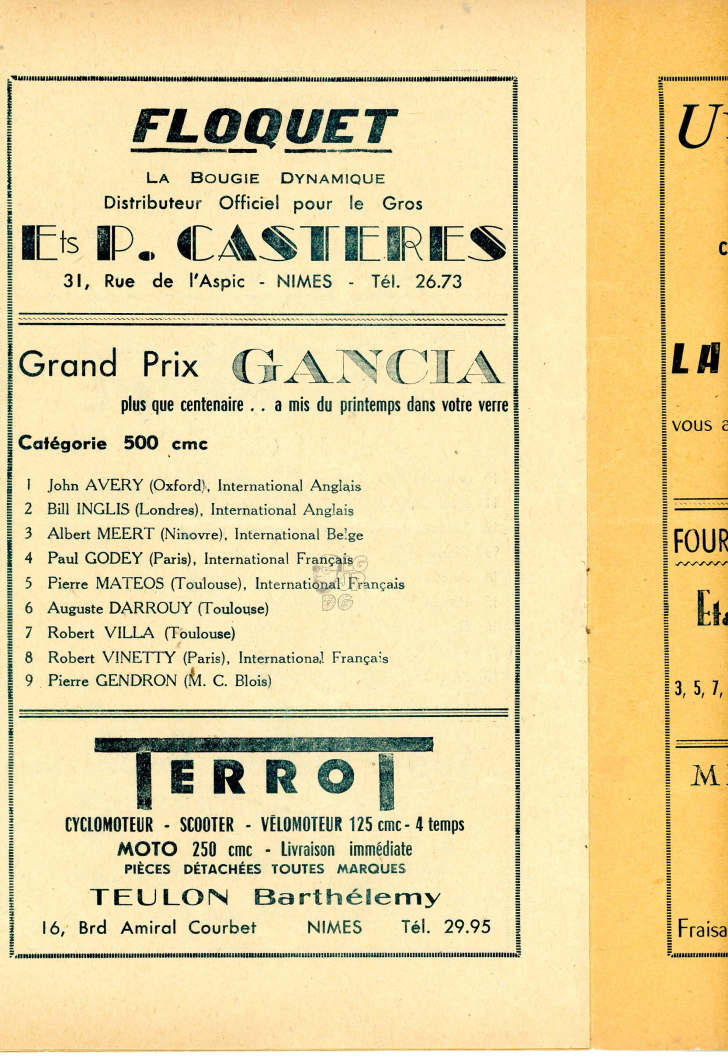 FLOQUET
LA BOUGIE DYNAMIQUE
Distributeur Officiel pour le Gros
Ets P. CASTERES
31, Rue de l'Aspic - NIMES - Tél. 26.73
Grand Prix GANCIA
plus que centenaire . . a mis du printemps dans votre verre
Catégorie 500 cmc
1 John AVERY (Oxford), International Anglais
2 Bill INGLIS (Londres), International Anglais
3 Albert MEERT (Ninovre), International Belge
4 Paul GODEY (Paris), International Français
5 Pierre MATEOS (Toulouse), International Français
6 Auguste DARROUY (Toulouse)
7 Robert VILLA (Toulouse)
8 Robert VINETTY (Paris), International Français
9 Pierre GENDRON (M. C. Blois)
TERROT
CYCLOMOTEUR - SCOOTER - VÉLOMOTEUR 125 cmc - 4 temps
MOTO 250 cmc - Livraison immédiate
PIÈCES DÉTACHÉES TOUTES MARQUES
TEULON Barthélemy
16, Brd Amiral Courbet NIMES Tél. 29.95
LA
vous a
FOUR
3, 5, 7,
M
Fraisa